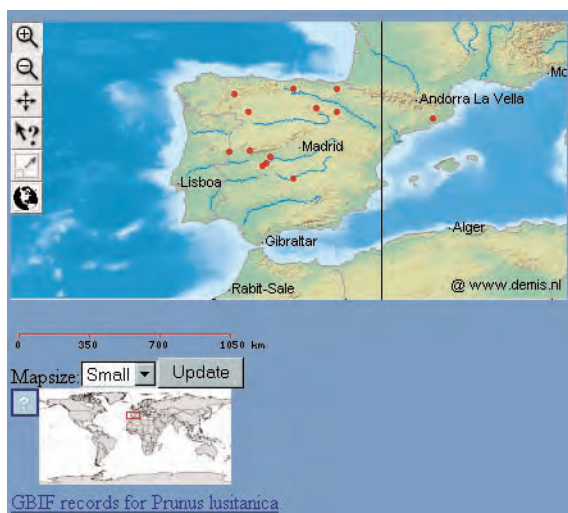 Mc
Andorra La Vella
Madrid
Lisboa
Gibraltar
Alger
Rabit-Sale
@ www.demis.nl
0 350 700 1050 km
Mapsize: Small Update
?
GBIF records for Prunus lusitanica